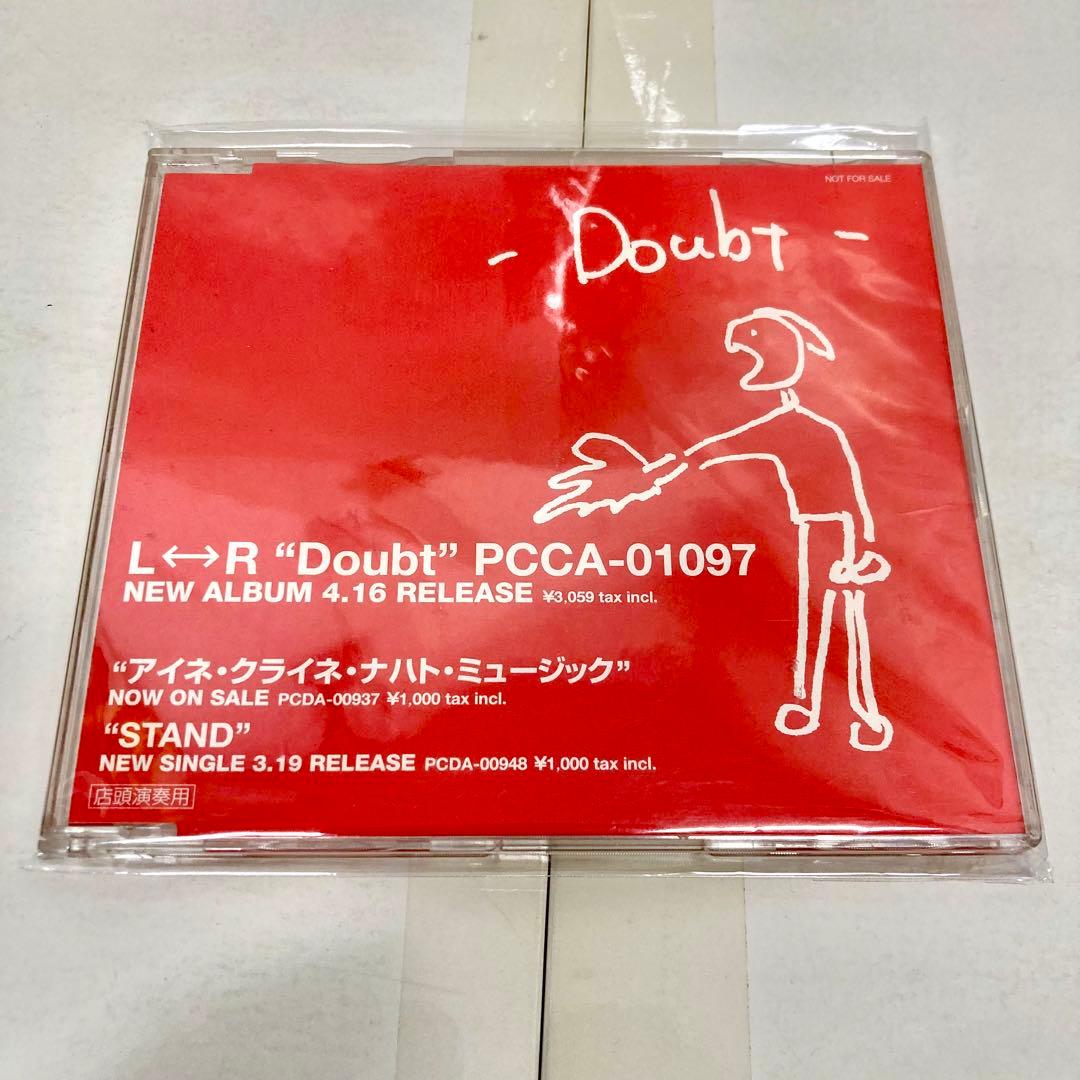 NOT FOR SALE
- Doubt -
L↔R “Doubt” PCCA-01097
NEW ALBUM 4.16 RELEASE ¥3,059 tax incl.
“アイネ・クライネ・ナハト・ミュージック”
NOW ON SALE PCDA-00937 ¥1,000 tax incl.
“STAND”
NEW SINGLE 3.19 RELEASE PCDA-00948 ¥1,000 tax incl.
店頭演奏用